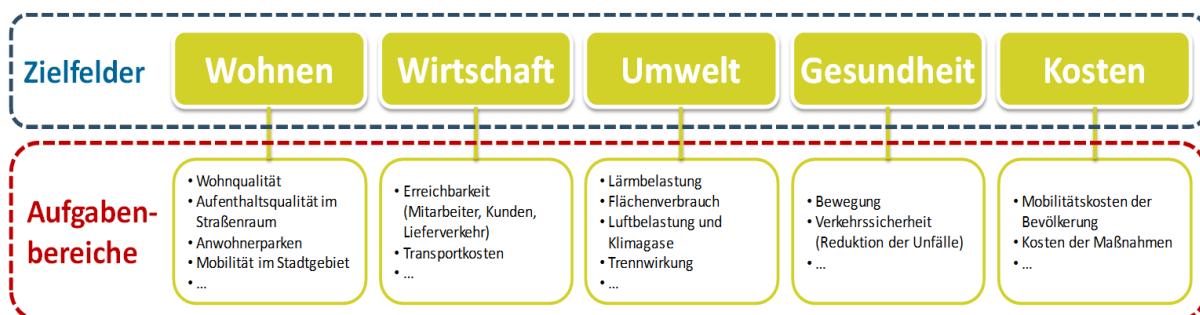 Zielfelder
Wohnen
Wirtschaft
Umwelt
Gesundheit
Kosten
Aufgaben-
bereiche
• Wohnqualität
• Aufenthaltsqualität im
Straßenraum
• Anwohnerparken
• Mobilität im Stadtgebiet
• ...
• Erreichbarkeit
(Mitarbeiter, Kunden,
Lieferverkehr)
• Transportkosten
• ...
• Lärmbelastung
• Flächenverbrauch
• Luftbelastung und
Klimagase
• Trennwirkung
• ...
• Bewegung
• Verkehrssicherheit
(Reduktion der Unfälle)
• ...
• Mobilitätskosten der
Bevölkerung
• Kosten der Maßnahmen
• ...